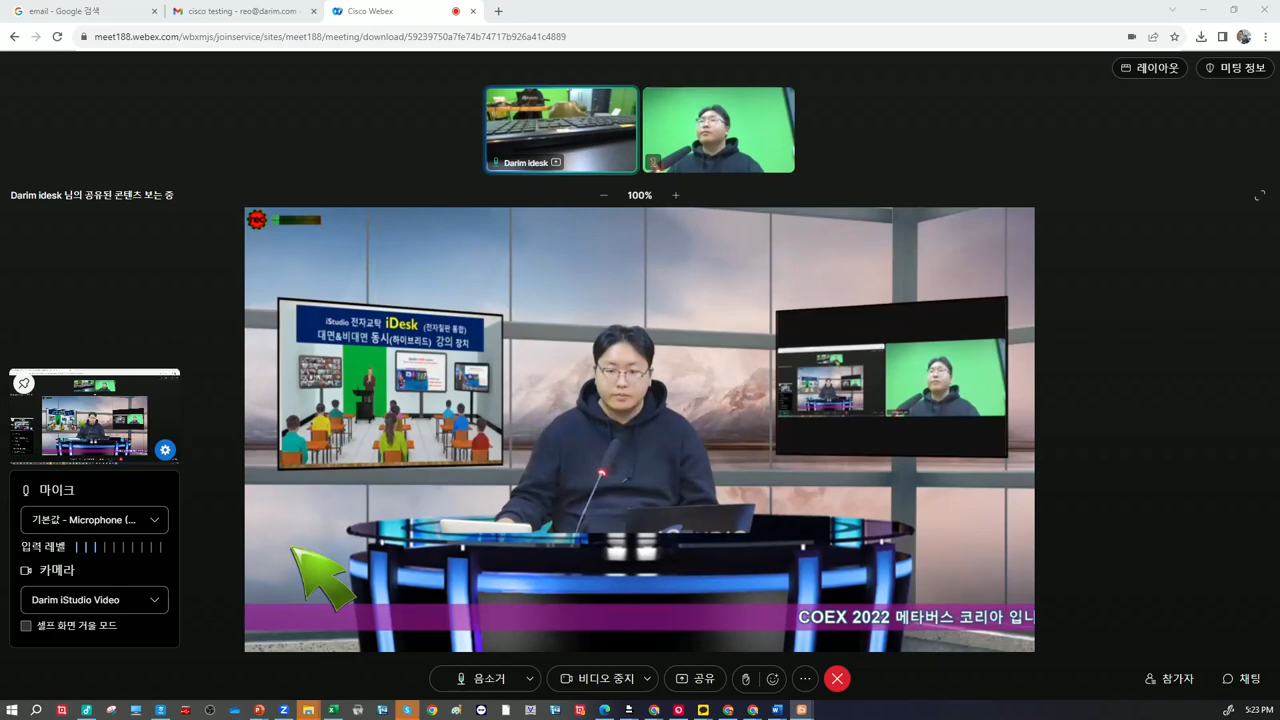 email - Google 검색
cisco testing - reo@darim.com -
Cisco Webex
meet188.webex.com/wbxmjs/joinservice/sites/meet188/meeting/download/59239750a7fe74b74717b926a41c4889
레이아웃
미팅 정보
Darim idesk
Darim idesk 님의 공유된 콘텐츠 보는 중
100%
rec
iStudio 전자교탁 iDesk (전자칠판 통합)
대면&비대면 동시(하이브리드) 강의 장치
마이크
기본값 - Microphone (...
입력 레벨
카메라
Darim iStudio Video
셀프 화면 거울 모드
COEX 2022 메타버스 코리아 입니
음소거
비디오 중지
공유
참가자
채팅
5:23 PM